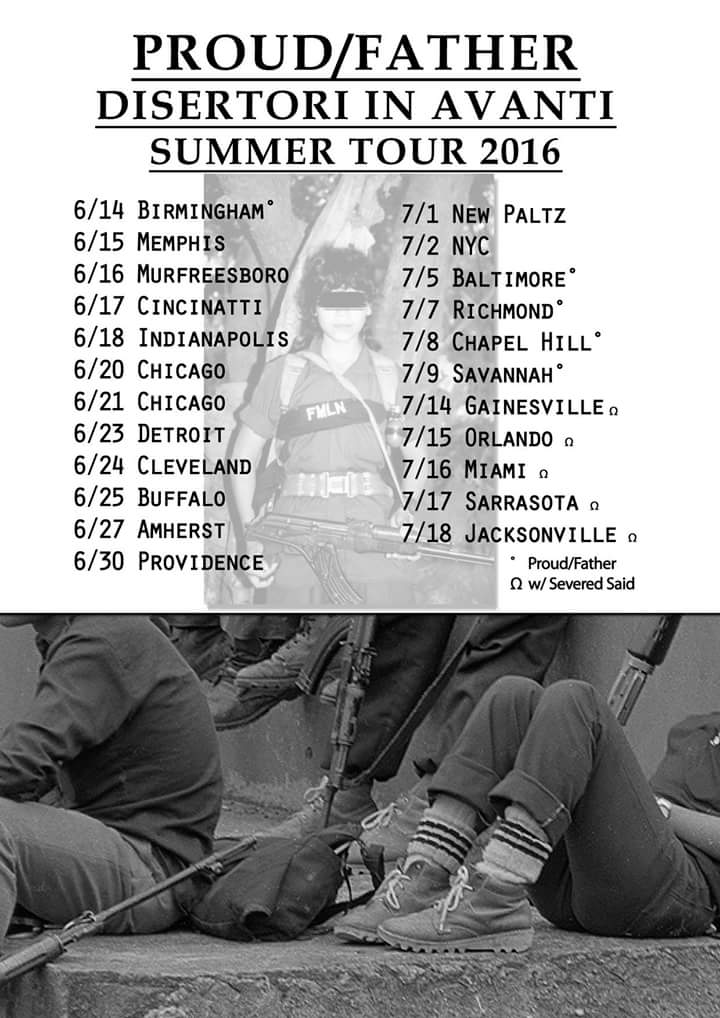 PROUD/FATHER
DISERTORI IN AVANTI
SUMMER TOUR 2016
6/14 BIRMINGHAM°
6/15 MEMPHIS
6/16 MURFREESBORO
6/17 CINCINATTI
6/18 INDIANAPOLIS
6/20 CHICAGO
6/21 CHICAGO
6/23 DETROIT
6/24 CLEVELAND
6/25 BUFFALO
6/27 AMHERST
6/30 PROVIDENCE
FMLN
7/1 NEW PALTZ
7/2 NYC
7/5 BALTIMORE°
7/7 RICHMOND°
7/8 CHAPEL HILL°
7/9 SAVANNAH°
7/14 GAINESVILLE Ω
7/15 ORLANDO Ω
7/16 MIAMI Ω
7/17 SARRASOTA Ω
7/18 JACKSONVILLE Ω
° Proud/Father
Ω w/ Severed Said